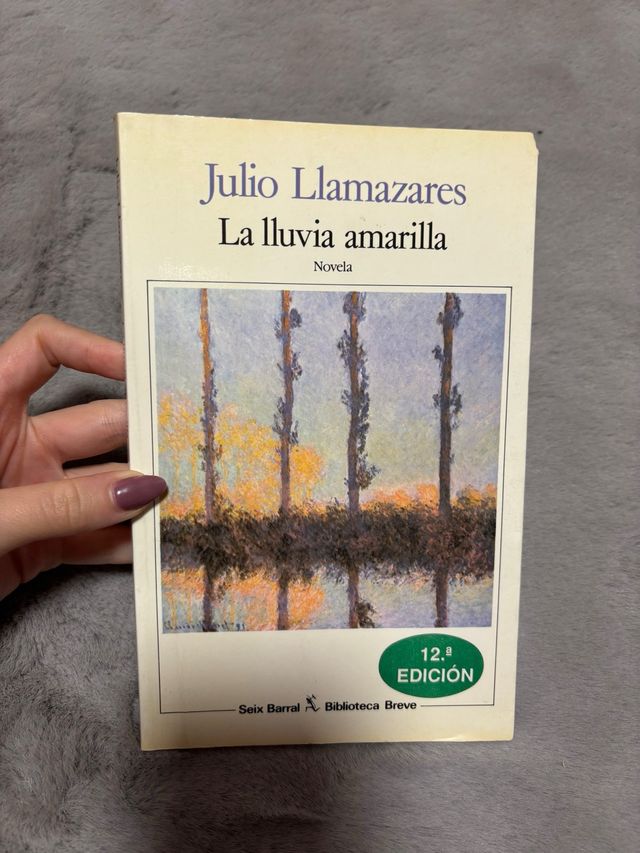 Julio Llamazares
La lluvia amarilla
Novela
12.ª
EDICIÓN
Seix Barral Biblioteca Breve